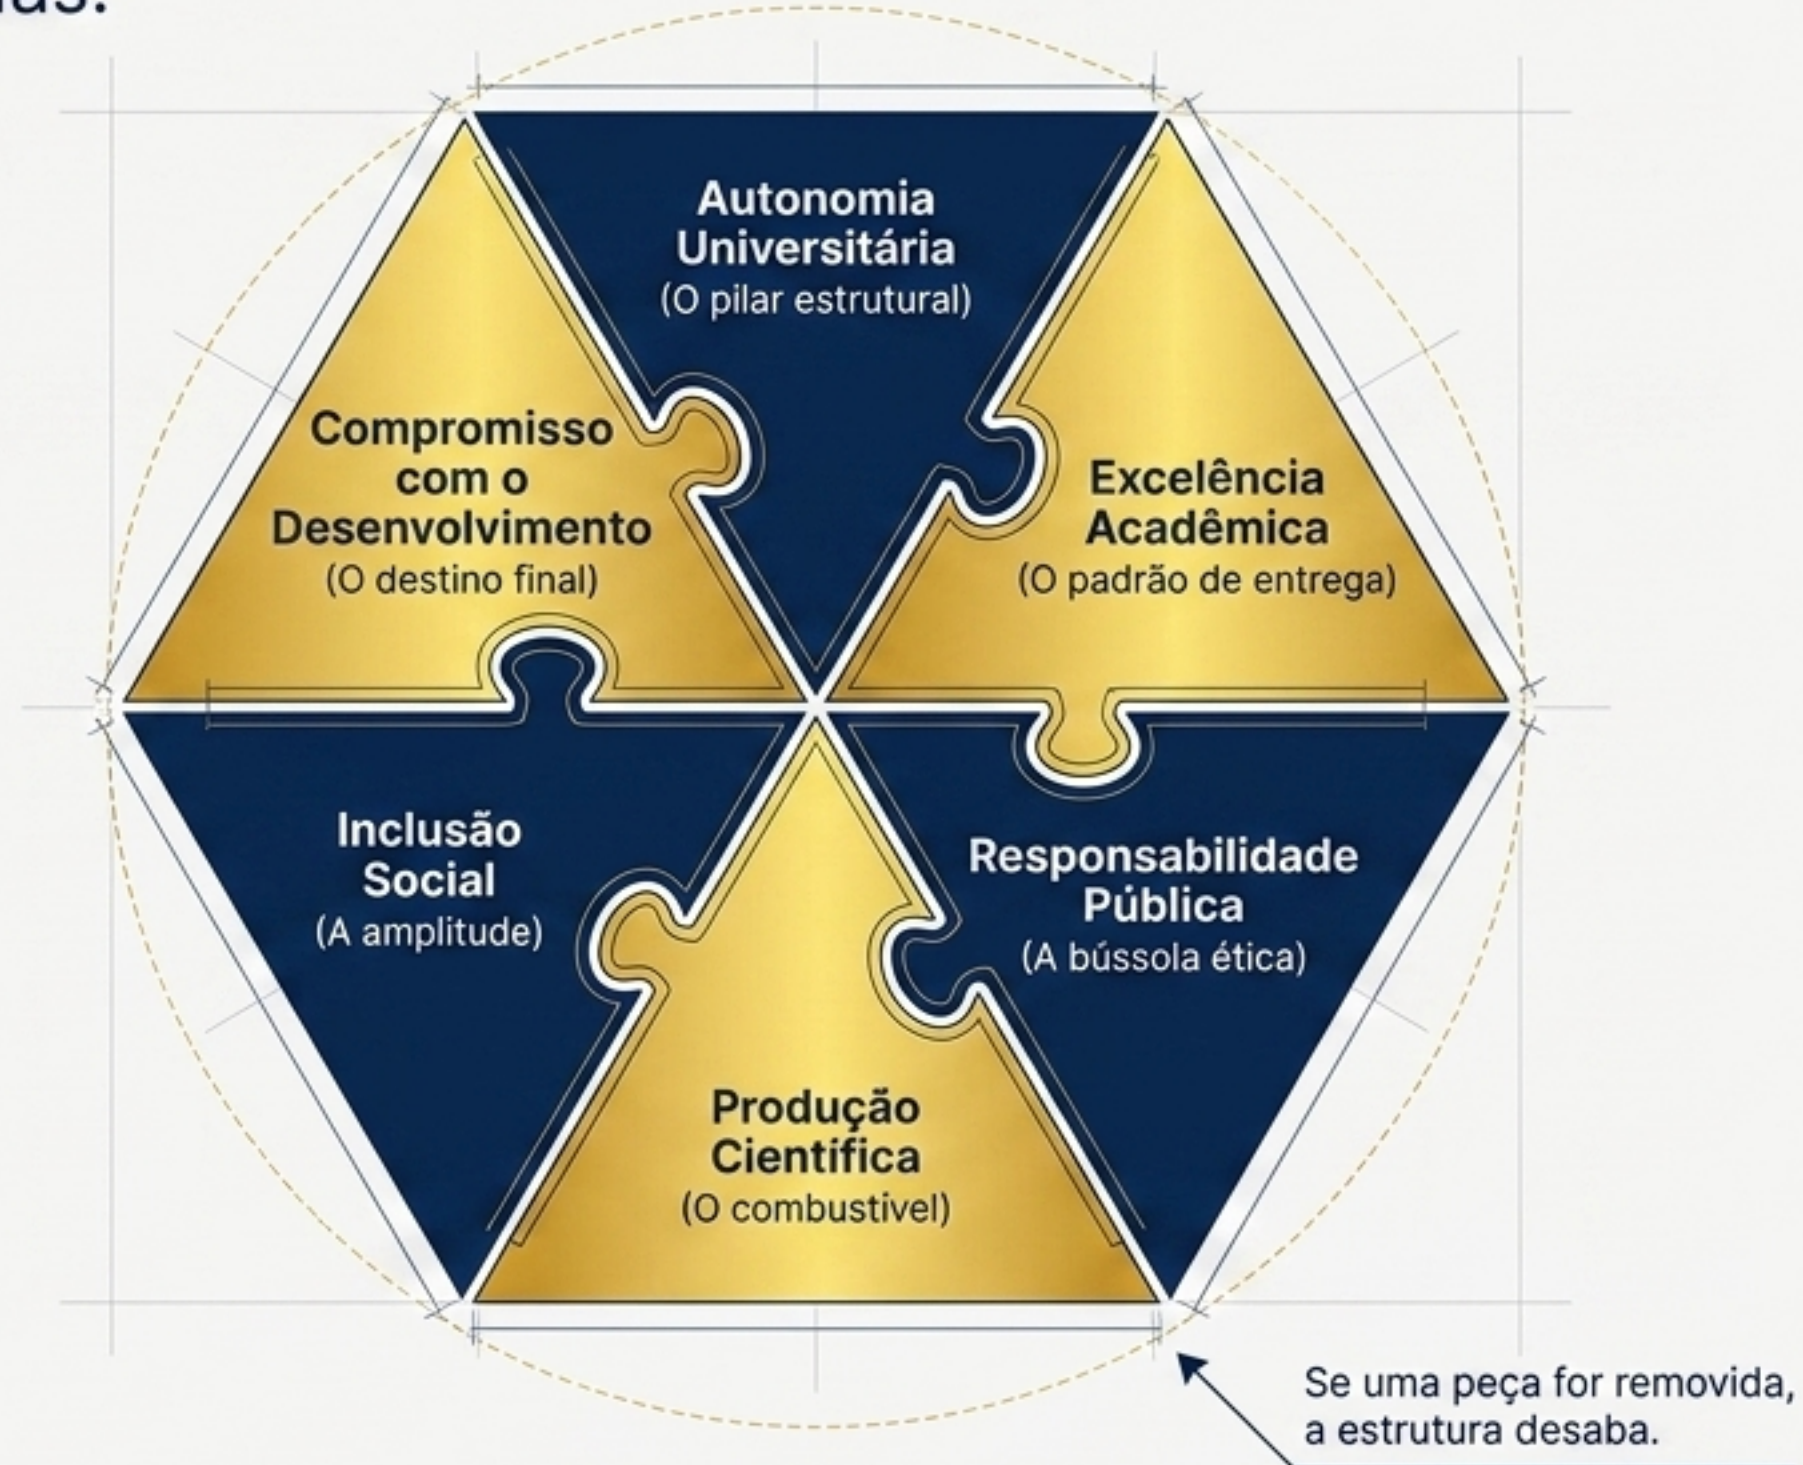 Autonomia
Universitária
(O pilar estrutural)
Compromisso
com o
Desenvolvimento
(O destino final)
Excelência
Acadêmica
(O padrão de entrega)
Inclusão
Social
(A amplitude)
Responsabilidade
Pública
(A bússola ética)
Produção
Científica
(O combustível)
Se uma peça for removida,
a estrutura desaba.